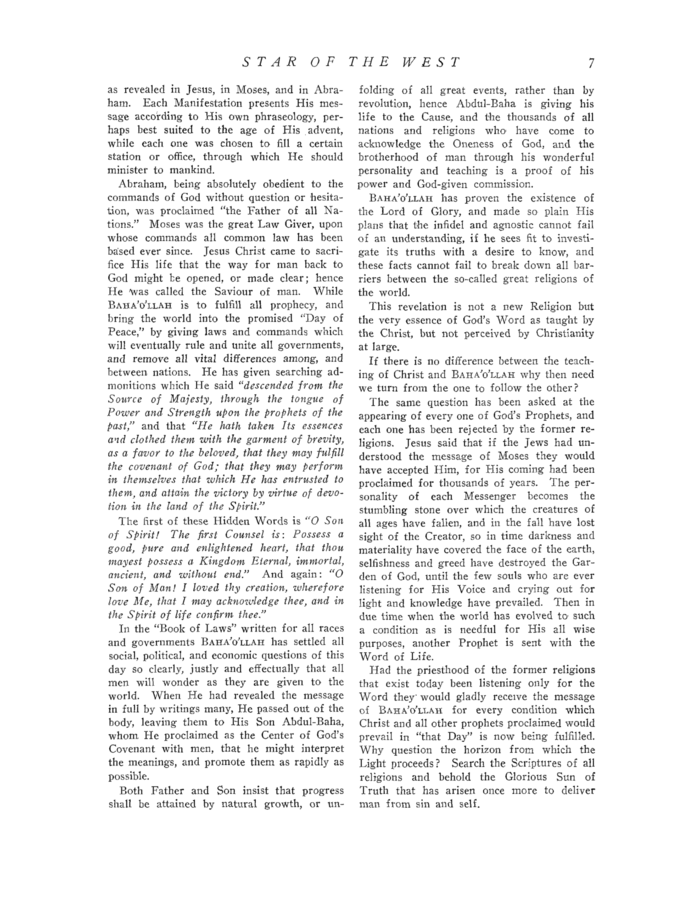 STAR OF THE WEST 7
as revealed in Jesus, in Moses, and in Abra-
ham. Each Manifestation presents His mes-
sage according to His own phraseology, per-
haps best suited to the age of His advent,
while each one was chosen to fill a certain
station or office, through which He should
minister to mankind.
Abraham, being absolutely obedient to the
commands of God without question or hesita-
tion, was proclaimed "the Father of all Na-
tions." Moses was the great Law Giver, upon
whose commands all common law has been
based ever since. Jesus Christ came to sacri-
fice His life that the way for man back to
God might be opened, or made clear; hence
He was called the Saviour of man. While
BAHA'O'LLAH is to fulfill all prophecy, and
bring the world into the promised "Day of
Peace," by giving laws and commands which
will eventually rule and unite all governments,
and remove all vital differences among, and
between nations. He has given searching ad-
monitions which He said "descended from the
Source of Majesty, through the tongue of
Power and Strength upon the prophets of the
past," and that "He hath taken Its essences
and clothed them with the garment of brevity,
as a favor to the beloved, that they may fulfill
the covenant of God; that they may perform
in themselves that which He has entrusted to
them, and attain the victory by virtue of devo-
tion in the land of the Spirit."
The first of these Hidden Words is "O Son
of Spirit! The first Counsel is: Possess a
good, pure and enlightened heart, that thou
mayest possess a Kingdom Eternal, immortal,
ancient, and without end." And again: "O
Son of Man! I loved thy creation, wherefore
love Me, that I may acknowledge thee, and in
the Spirit of life confirm thee."
In the "Book of Laws" written for all races
and governments BAHA'O'LLAH has settled all
social, political, and economic questions of this
day so clearly, justly and effectually that all
men will wonder as they are given to the
world. When He had revealed the message
in full by writings many, He passed out of the
body, leaving them to His Son Abdul-Baha,
whom He proclaimed as the Center of God's
Covenant with men, that he might interpret
the meanings, and promote them as rapidly as
possible.
Both Father and Son insist that progress
shall be attained by natural growth, or un-
folding of all great events, rather than by
revolution, hence Abdul-Baha is giving his
life to the Cause, and the thousands of all
nations and religions who have come to
acknowledge the Oneness of God, and the
brotherhood of man through his wonderful
personality and teaching is a proof of his
power and God-given commission.
BAHA'O'LLAH has proven the existence of
the Lord of Glory, and made so plain His
plans that the infidel and agnostic cannot fail
of an understanding, if he sees fit to investi-
gate its truths with a desire to know, and
these facts cannot fail to break down all bar-
riers between the so-called great religions of
the world.
This revelation is not a new Religion but
the very essence of God's Word as taught by
the Christ, but not perceived by Christianity
at large.
If there is no difference between the teach-
ing of Christ and BAHA'O'LLAH why then need
we turn from the one to follow the other?
The same question has been asked at the
appearing of every one of God's Prophets, and
each one has been rejected by the former re-
ligions. Jesus said that if the Jews had un-
derstood the message of Moses they would
have accepted Him, for His coming had been
proclaimed for thousands of years. The per-
sonality of each Messenger becomes the
stumbling stone over which the creatures of
all ages have fallen, and in the fall have lost
sight of the Creator, so in time darkness and
materiality have covered the face of the earth,
selfishness and greed have destroyed the Gar-
den of God, until the few souls who are ever
listening for His Voice and crying out for
light and knowledge have prevailed. Then in
due time when the world has evolved to such
a condition as is needful for His all wise
purposes, another Prophet is sent with the
Word of Life.
Had the priesthood of the former religions
that exist today been listening only for the
Word they would gladly receive the message
of BAHA'O'LLAH for every condition which
Christ and all other prophets proclaimed would
prevail in "that Day" is now being fulfilled.
Why question the horizon from which the
Light proceeds? Search the Scriptures of all
religions and behold the Glorious Sun of
Truth that has arisen once more to deliver
man from sin and self.